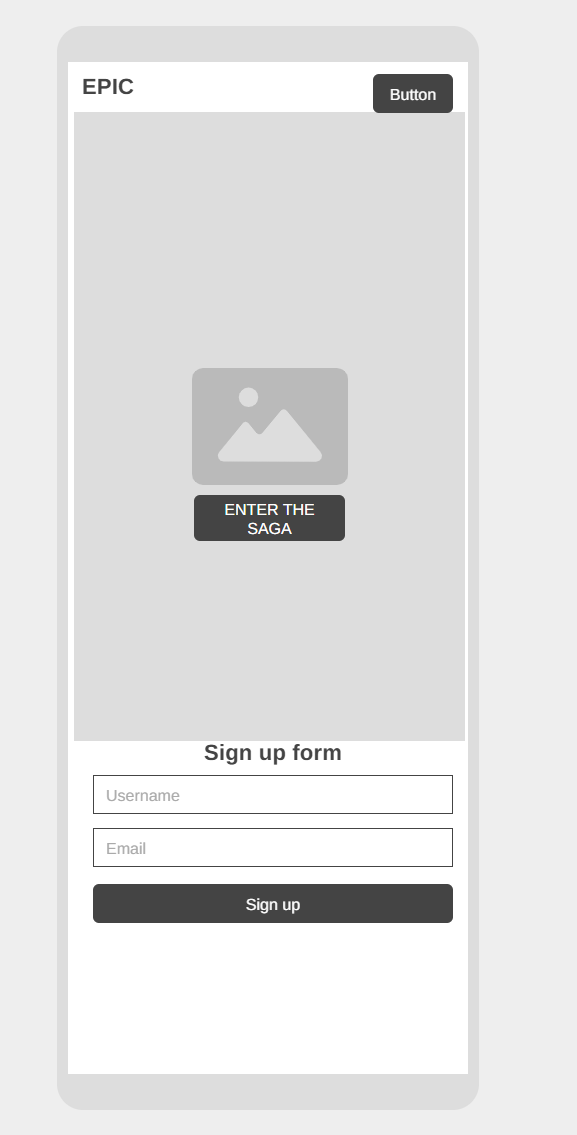 EPIC
Button
ENTER THE
SAGA
Sign up form
Username
Email
Sign up